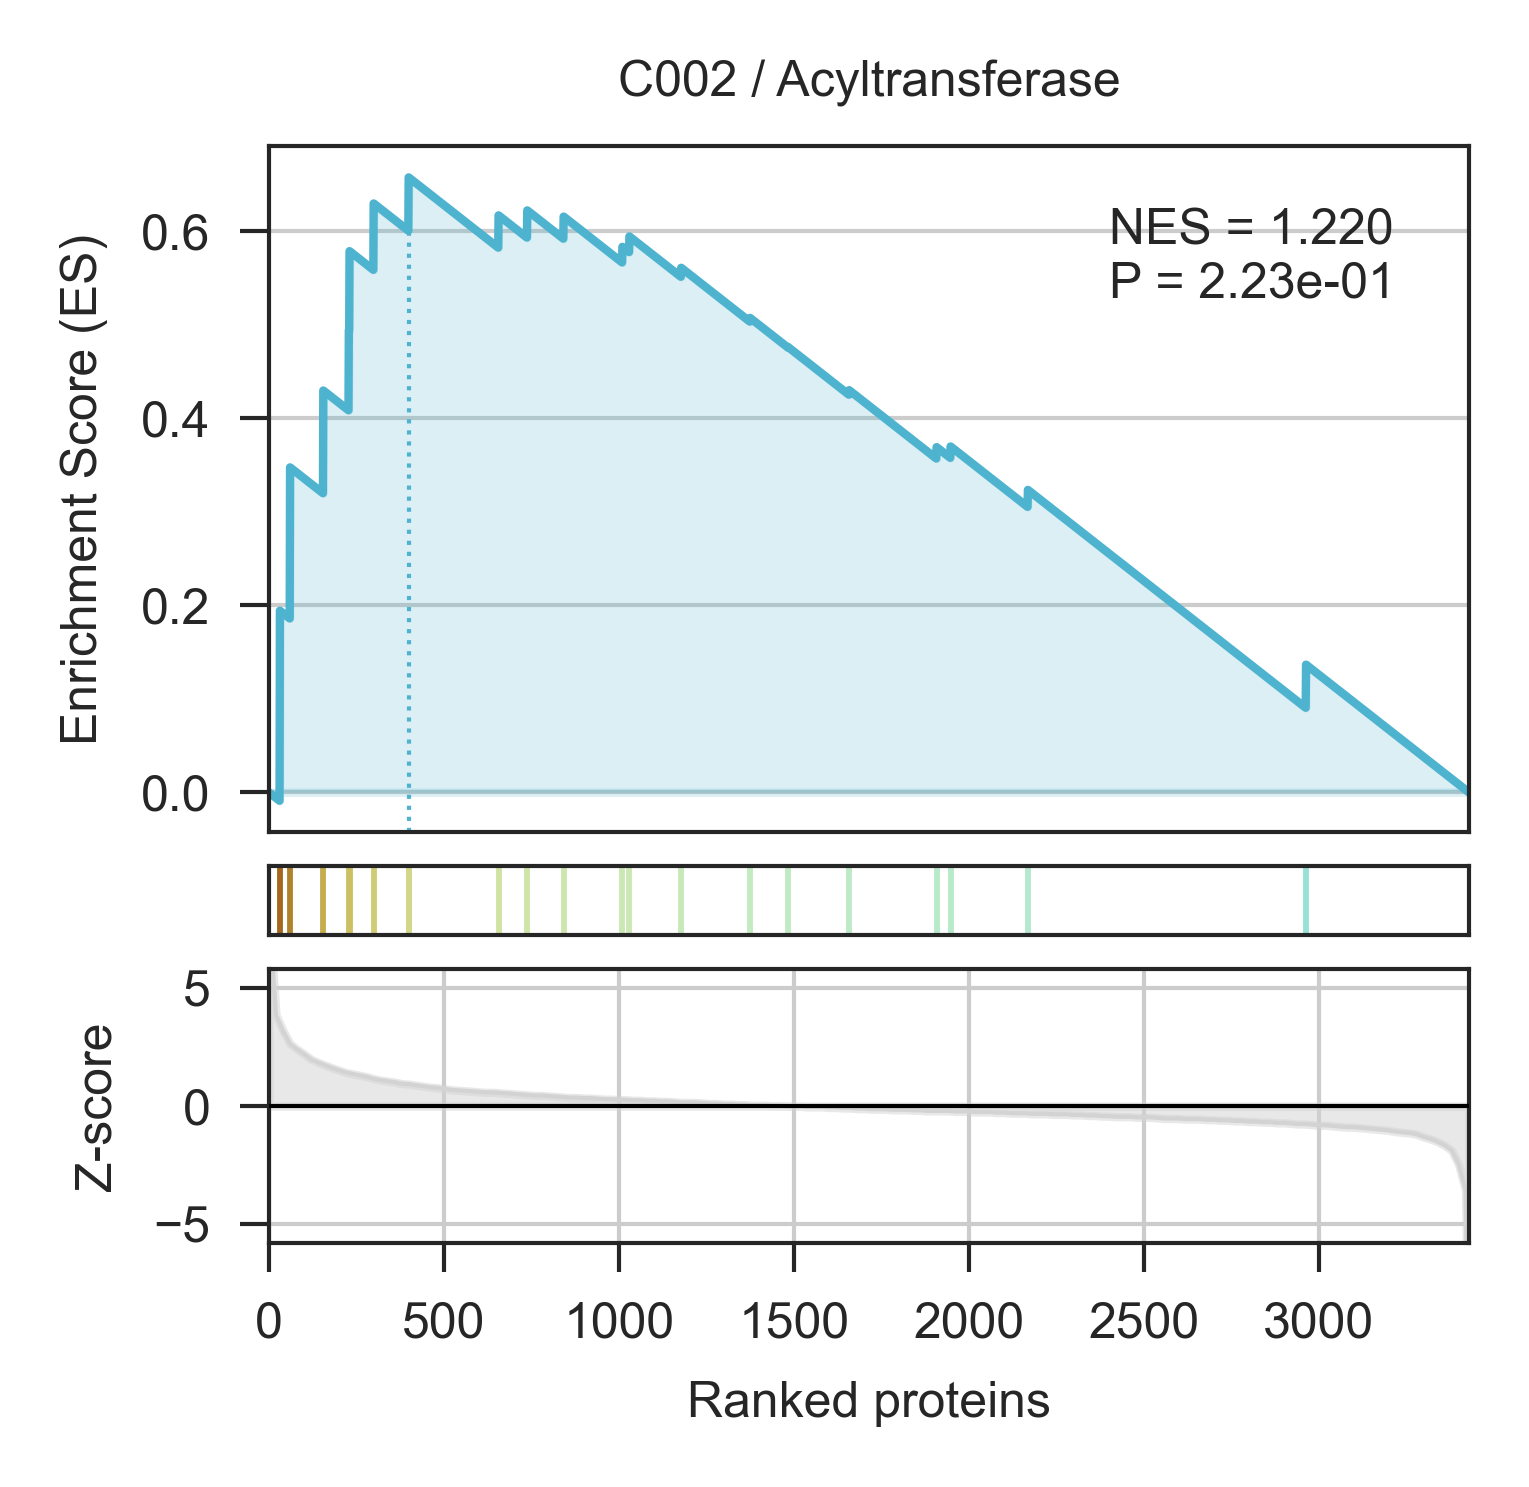 C002 / Acyltransferase
NES = 1.220
P = 2.23e-01
Enrichment Score (ES)
0.6
0.4
0.2
0.0
Z-score
5
0
−5
0 500 1000 1500 2000 2500 3000
Ranked proteins